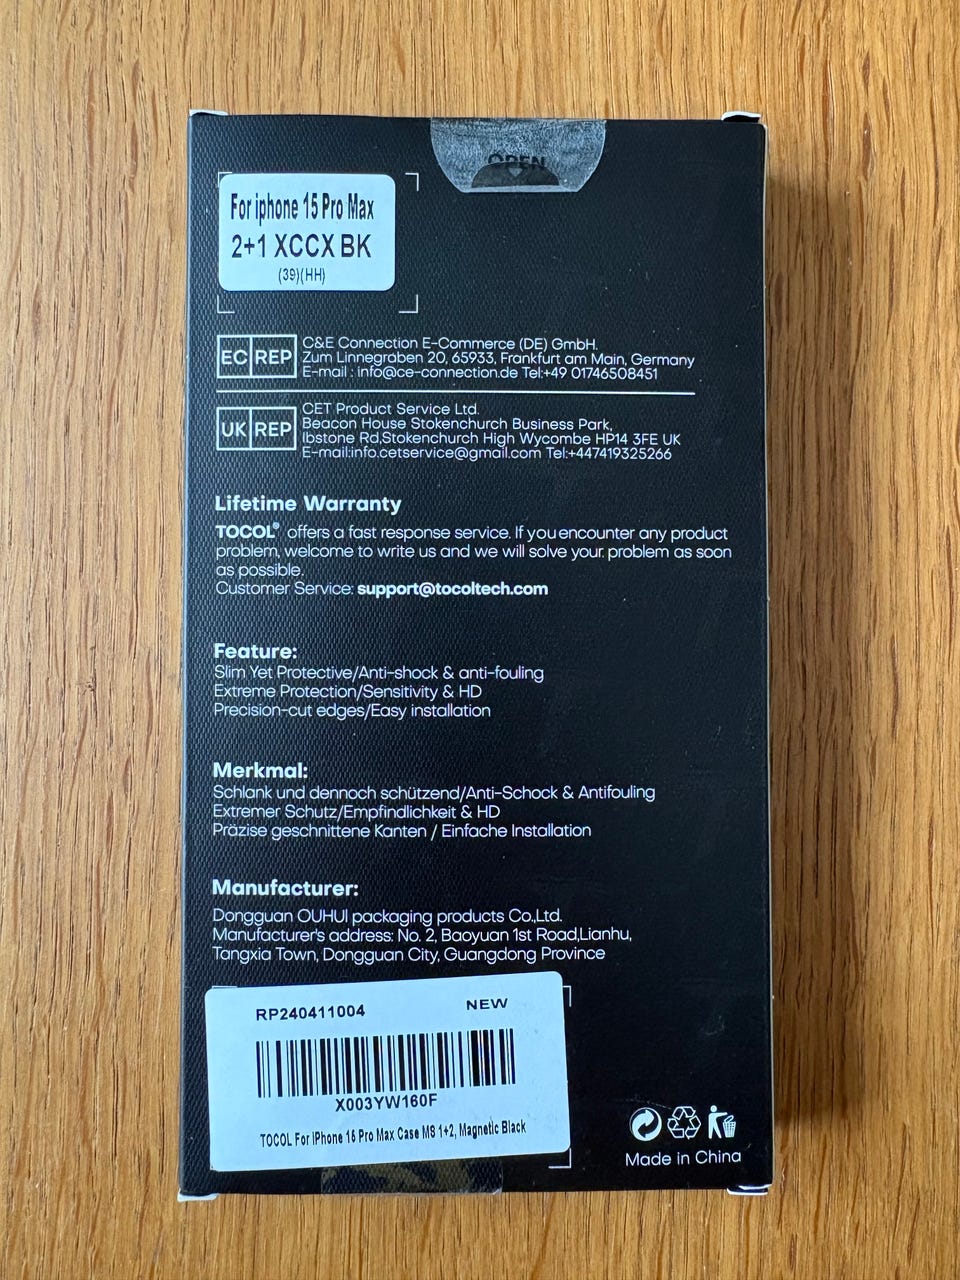 OPEN
For iphone 15 Pro Max
2+1 XCCX BK
(39)(HH)
EC REP
C&E Connection E-Commerce (DE) GmbH.
Zum Linnegraben 20, 65933, Frankfurt am Main, Germany
E-mail : info@ce-connection.de Tel:+49 01746508451
UK REP
CET Product Service Ltd.
Beacon House Stokenchurch Business Park,
Ibstone Rd,Stokenchurch High Wycombe HP14 3FE UK
E-mail:info.cetservice@gmail.com Tel:+447419325266
Lifetime Warranty
TOCOL® offers a fast response service. If you encounter any product
problem, welcome to write us and we will solve your problem as soon
as possible.
Customer Service: support@tocoltech.com
Feature:
Slim Yet Protective/Anti-shock & anti-fouling
Extreme Protection/Sensitivity & HD
Precision-cut edges/Easy installation
Merkmal:
Schlank und dennoch schützend/Anti-Schock & Antifouling
Extremer Schutz/Empfindlichkeit & HD
Präzise geschnittene Kanten / Einfache Installation
Manufacturer:
Dongguan OUHUI packaging products Co.,Ltd.
Manufacturer's address: No. 2, Baoyuan 1st Road,Lianhu,
Tangxia Town, Dongguan City, Guangdong Province
RP240411004 NEW
X003YW160F
TOCOL For iPhone 15 Pro Max Case MS 1+2, Magnetic Black
Made in China